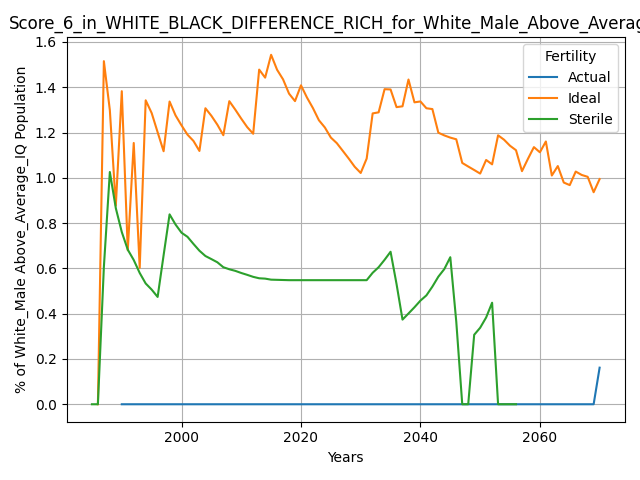 Score_6_in_WHITE_BLACK_DIFFERENCE_RICH_for_White_Male_Above_Averag
1.6
1.4
1.2
1.0
0.8
0.6
0.4
0.2
0.0
% of White_Male Above_Average_IQ Population
Fertility
Actual
Ideal
Sterile
2000
2020
2040
2060
Years